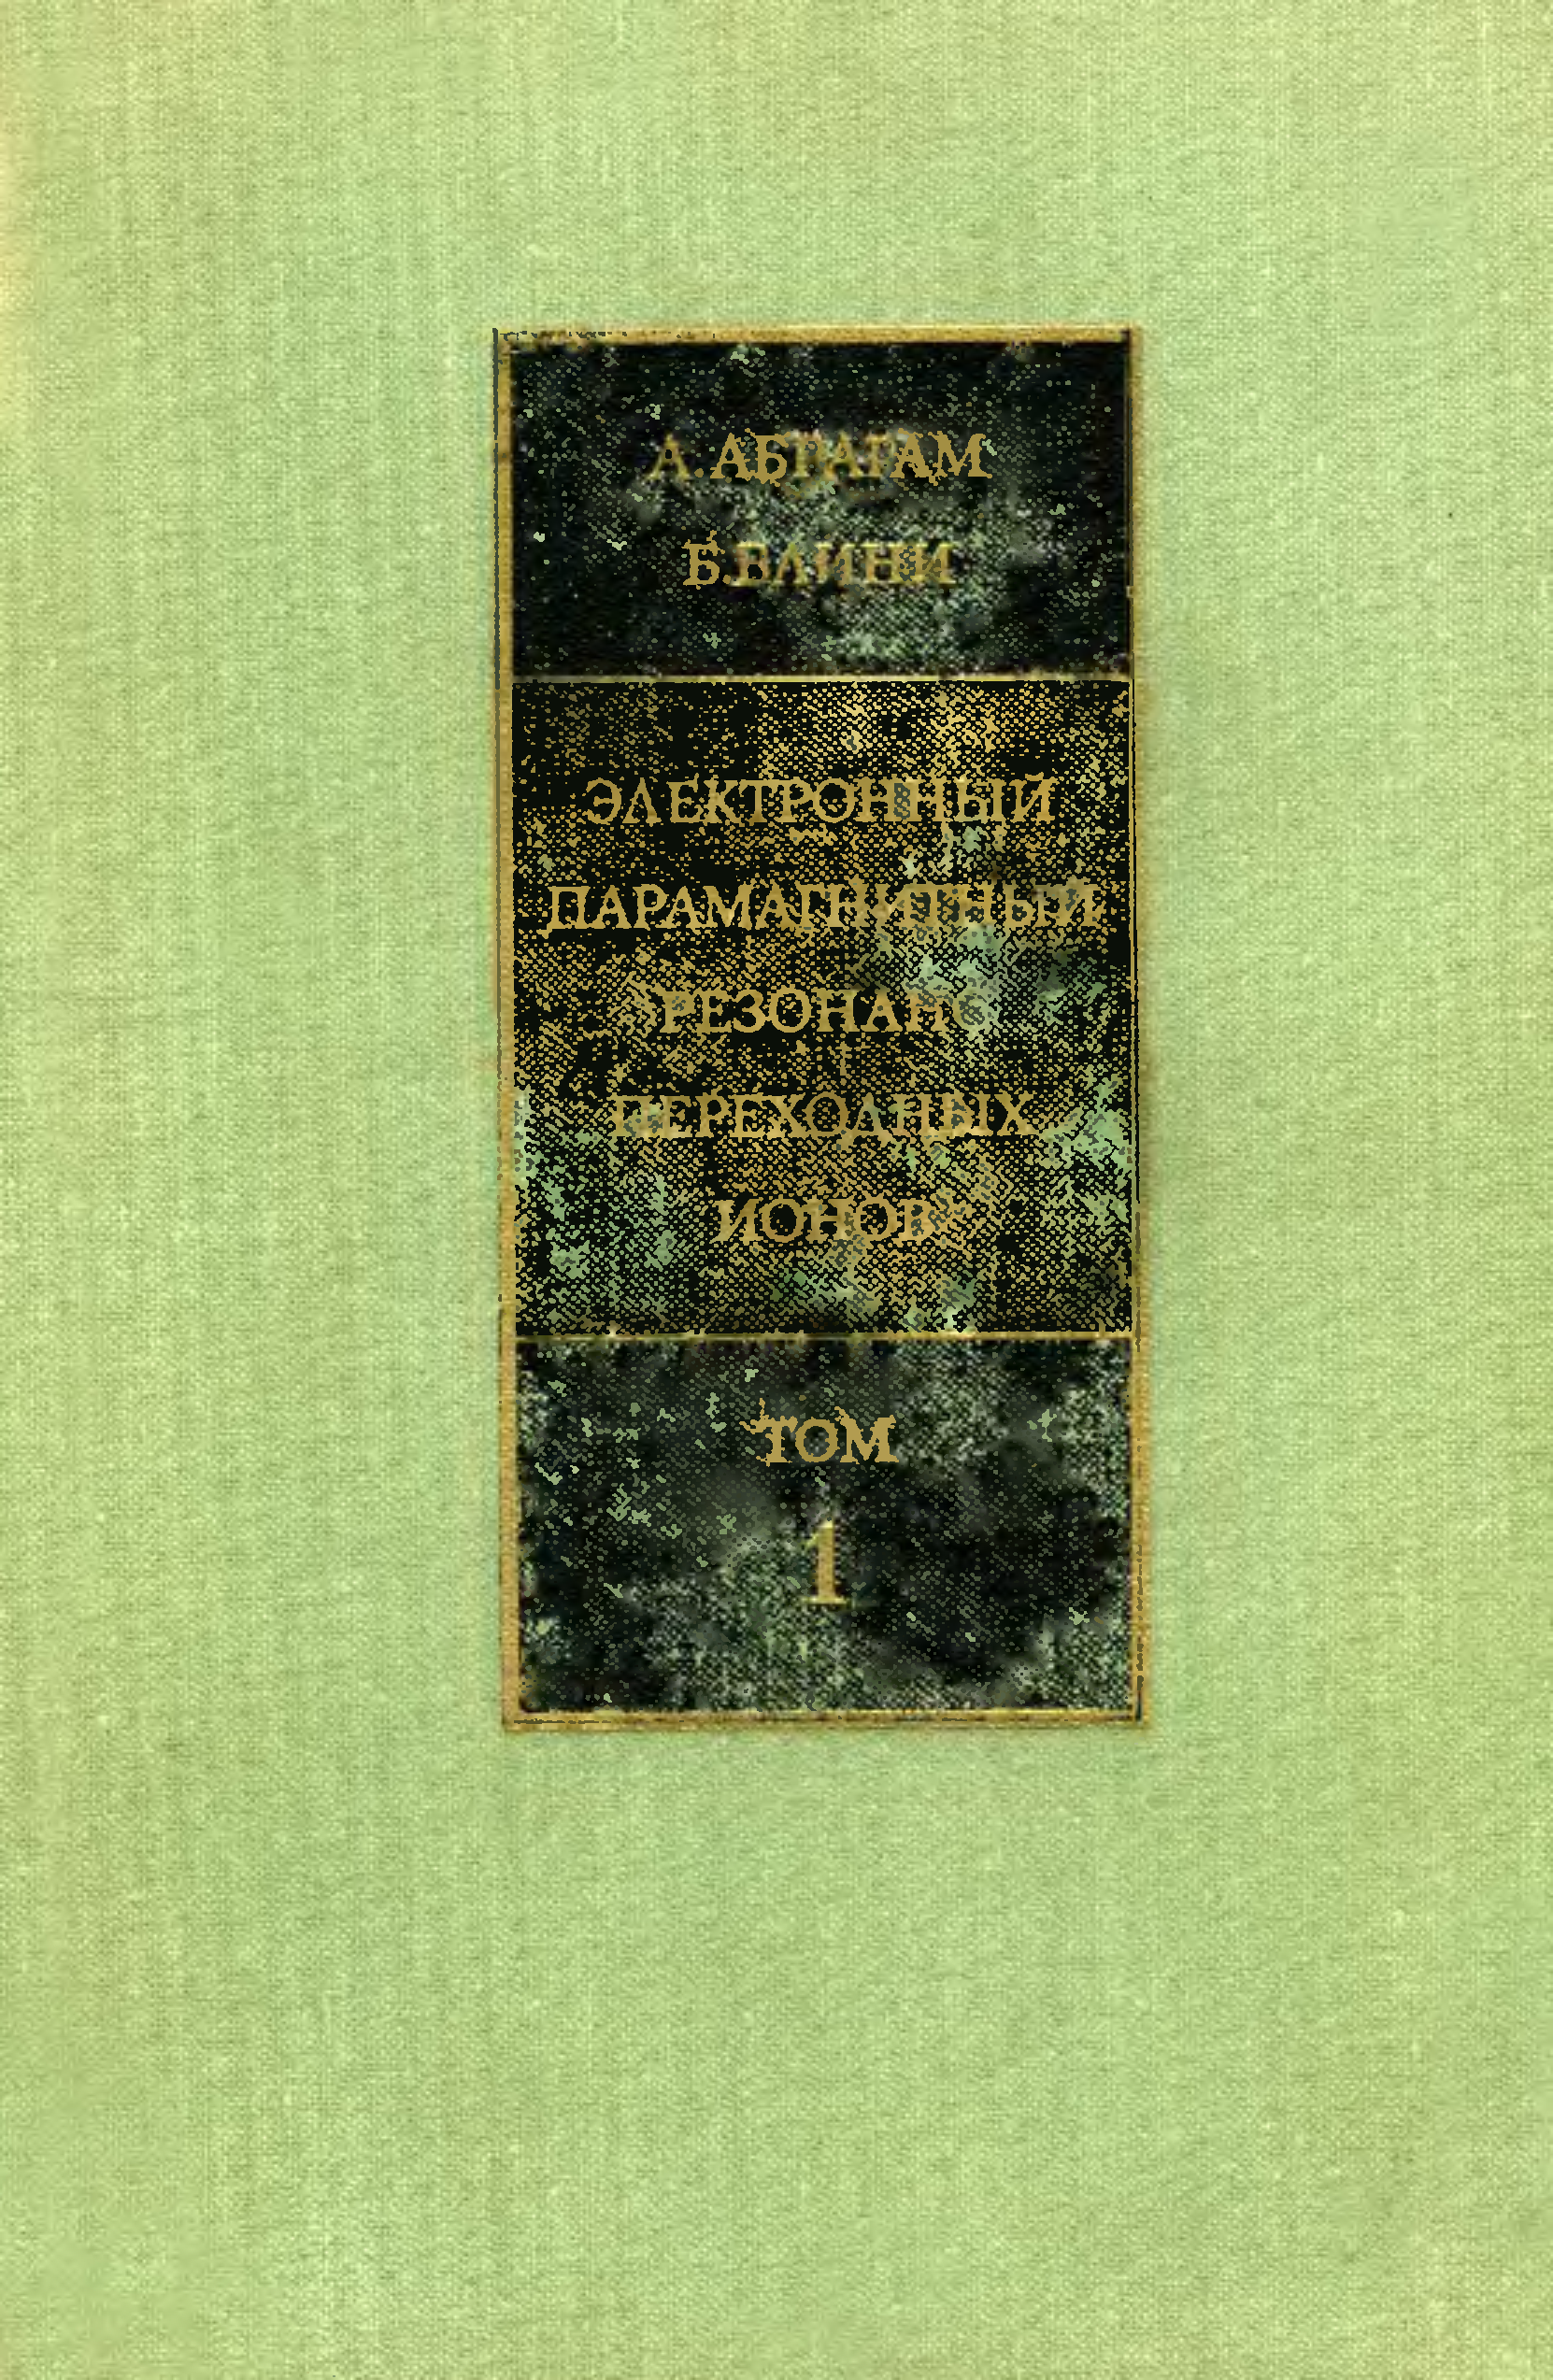 А. АБРАГАМ
Б. БЛИНИ
ЭЛЕКТРОННЫЙ
ПАРАМАГНИТНЫЙ
РЕЗОНАНС
ПЕРЕХОДНЫХ
ИОНОВ
ТОМ
1